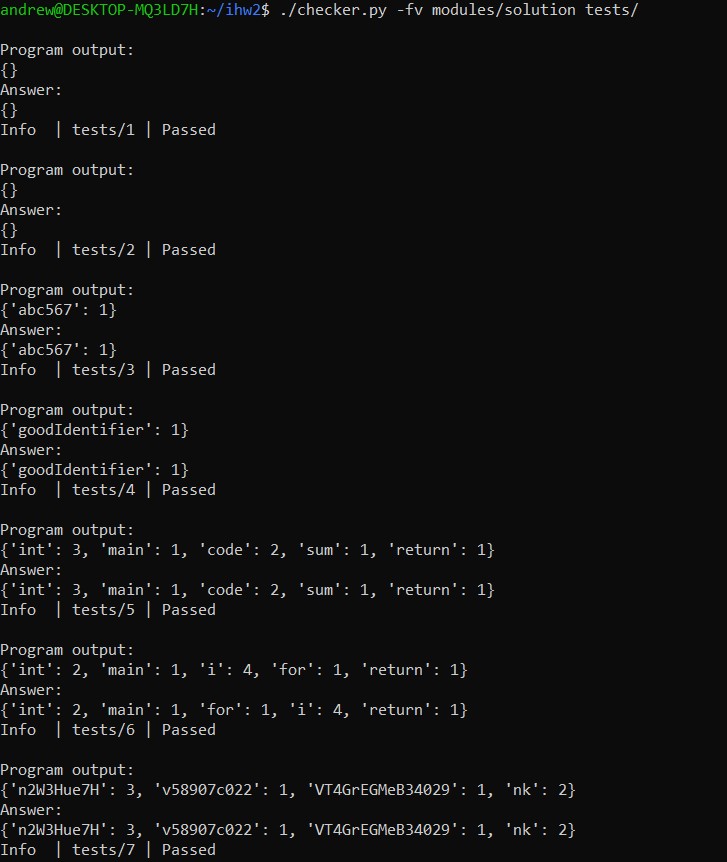 andrew@DESKTOP-MQ3LD7H:~/ihw2$ ./checker.py -fv modules/solution tests/
Program output:
{}
Answer:
{}
Info  | tests/1 | Passed
Program output:
{}
Answer:
{}
Info  | tests/2 | Passed
Program output:
{'abc567': 1}
Answer:
{'abc567': 1}
Info  | tests/3 | Passed
Program output:
{'goodIdentifier': 1}
Answer:
{'goodIdentifier': 1}
Info  | tests/4 | Passed
Program output:
{'int': 3, 'main': 1, 'code': 2, 'sum': 1, 'return': 1}
Answer:
{'int': 3, 'main': 1, 'code': 2, 'sum': 1, 'return': 1}
Info  | tests/5 | Passed
Program output:
{'int': 2, 'main': 1, 'i': 4, 'for': 1, 'return': 1}
Answer:
{'int': 2, 'main': 1, 'for': 1, 'i': 4, 'return': 1}
Info  | tests/6 | Passed
Program output:
{'n2W3Hue7H': 3, 'v58907c022': 1, 'VT4GrEGMeB34029': 1, 'nk': 2}
Answer:
{'n2W3Hue7H': 3, 'v58907c022': 1, 'VT4GrEGMeB34029': 1, 'nk': 2}
Info  | tests/7 | Passed